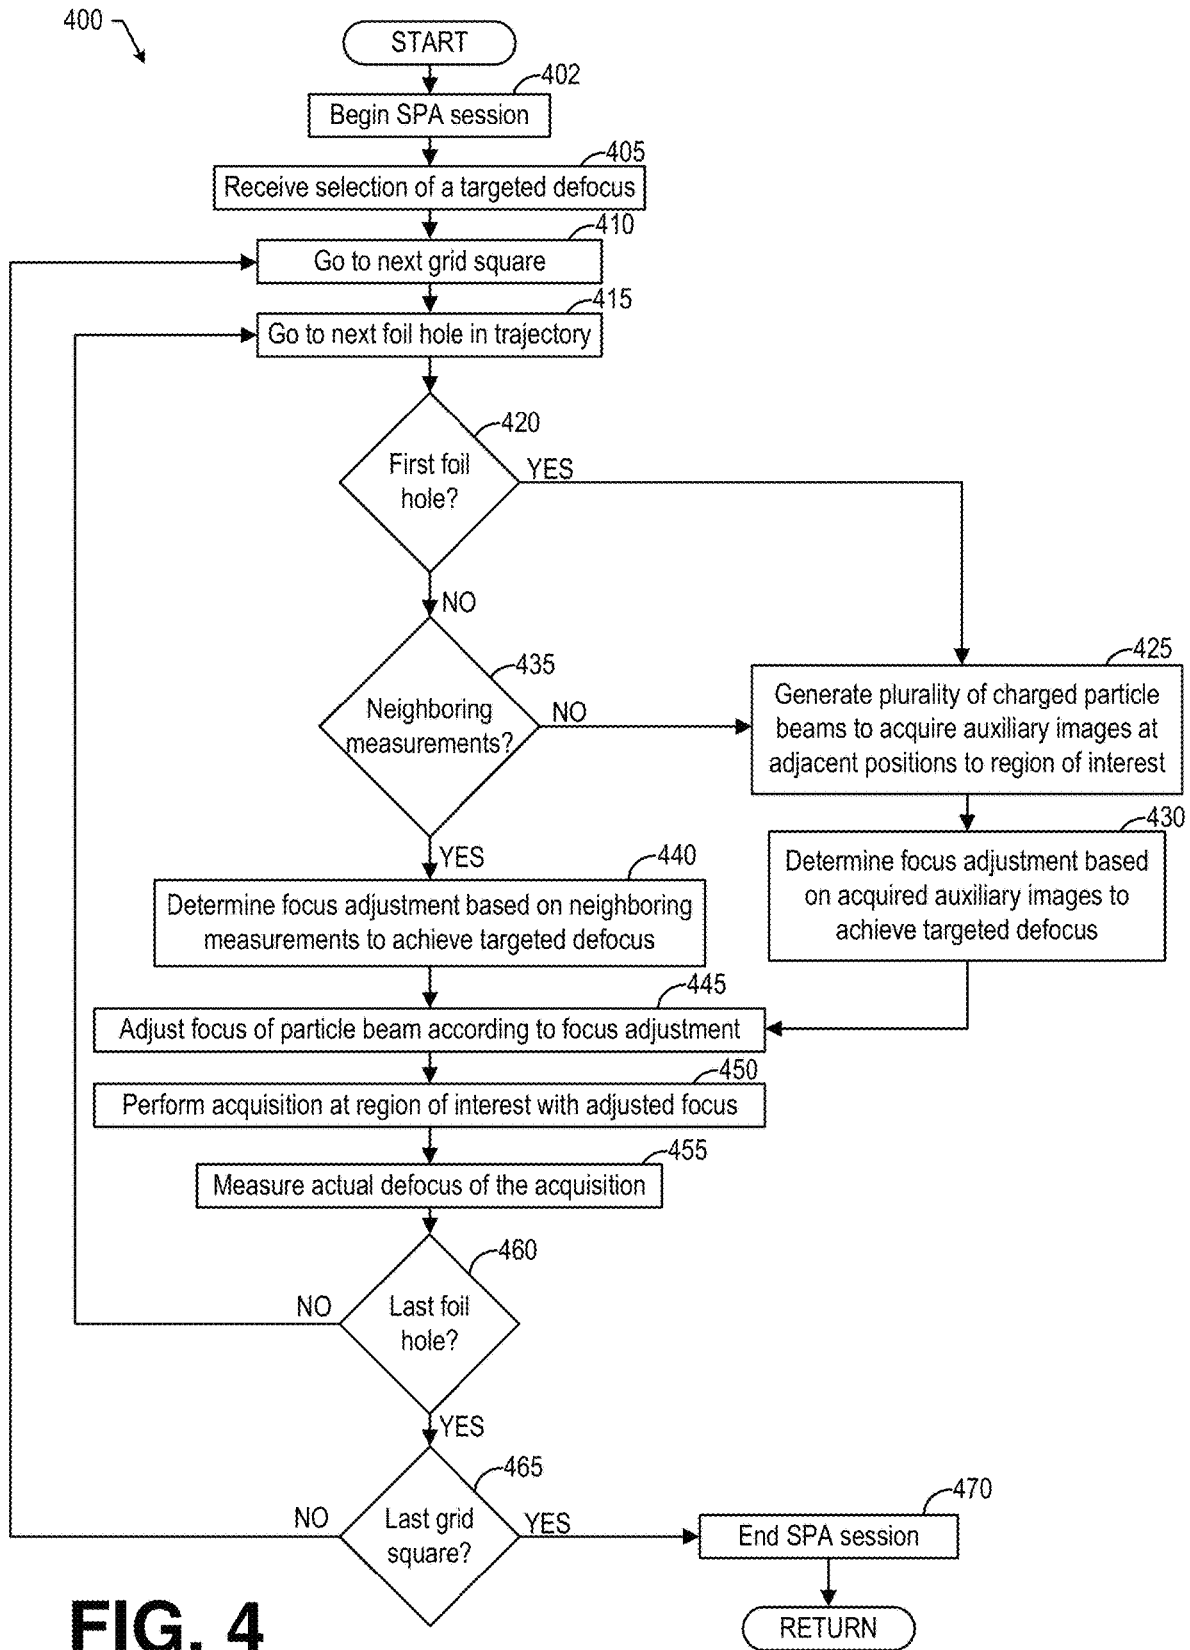 400
START
402
Begin SPA session
405
Receive selection of a targeted defocus
410
Go to next grid square
415
Go to next foil hole in trajectory
420
First foil
hole?
YES
NO
435
Neighboring
measurements?
NO
425
Generate plurality of charged particle
beams to acquire auxiliary images at
adjacent positions to region of interest
430
Determine focus adjustment based
on acquired auxiliary images to
achieve targeted defocus
YES
440
Determine focus adjustment based on neighboring
measurements to achieve targeted defocus
445
Adjust focus of particle beam according to focus adjustment
450
Perform acquisition at region of interest with adjusted focus
455
Measure actual defocus of the acquisition
460
Last foil
hole?
NO
YES
465
Last grid
square?
NO
YES
470
End SPA session
RETURN
FIG. 4